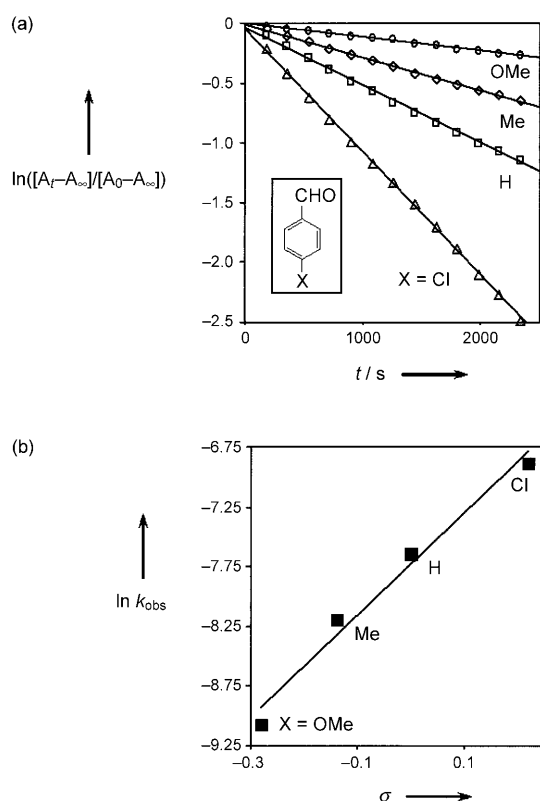 (a)
–0
–0.5
–1.0
–1.5
–2.0
–2.5
ln([Aₜ–A∞]/[A₀–A∞])
OMe
Me
H
X = Cl
CHO
X
0
1000
2000
t / s
(b)
–6.75
–7.25
–7.75
–8.25
–8.75
–9.25
ln k_obs
Cl
H
Me
X = OMe
–0.3
–0.1
0.1
σ